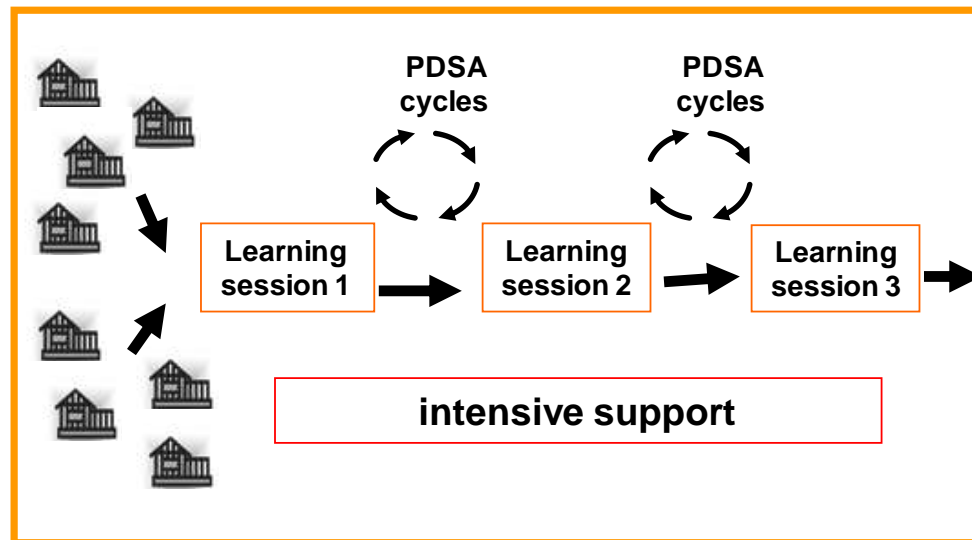 PDSA
cycles
PDSA
cycles
Learning
session 1
Learning
session 2
Learning
session 3
intensive support